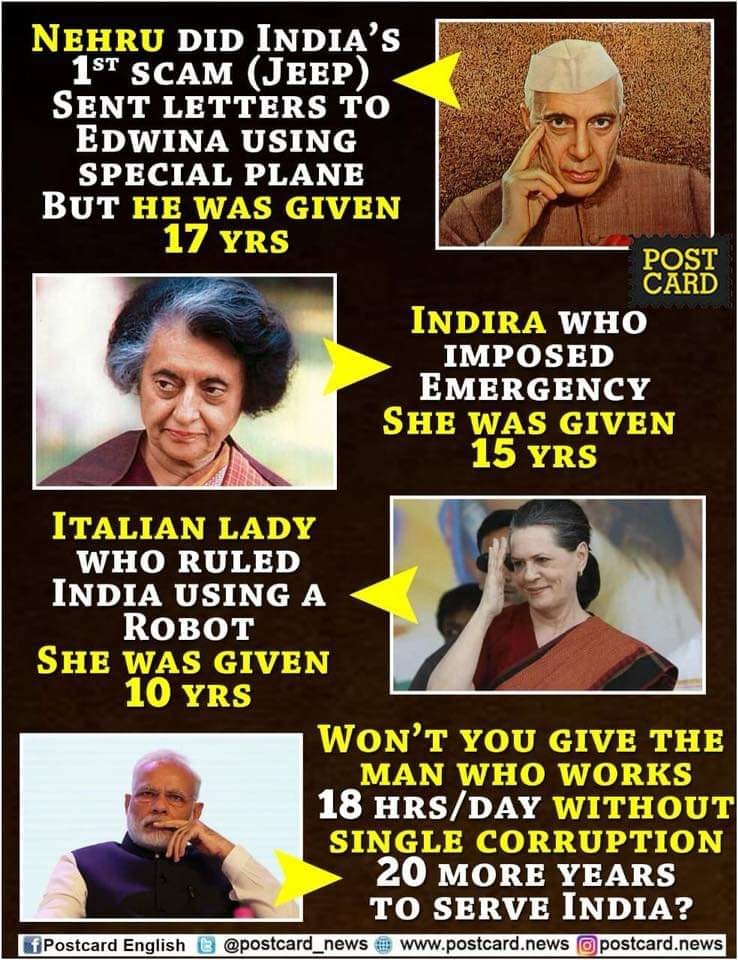 Nehru did India's
1st scam (Jeep)
Sent letters to
Edwina using
special plane
But he was given
17 yrs
POST
CARD
Indira who
imposed
Emergency
She was given
15 yrs
Italian lady
who ruled
India using a
Robot
She was given
10 yrs
Won't you give the
man who works
18 hrs/day without
single corruption
20 more years
to serve India?
Postcard English @postcard_news www.postcard.news postcard.news